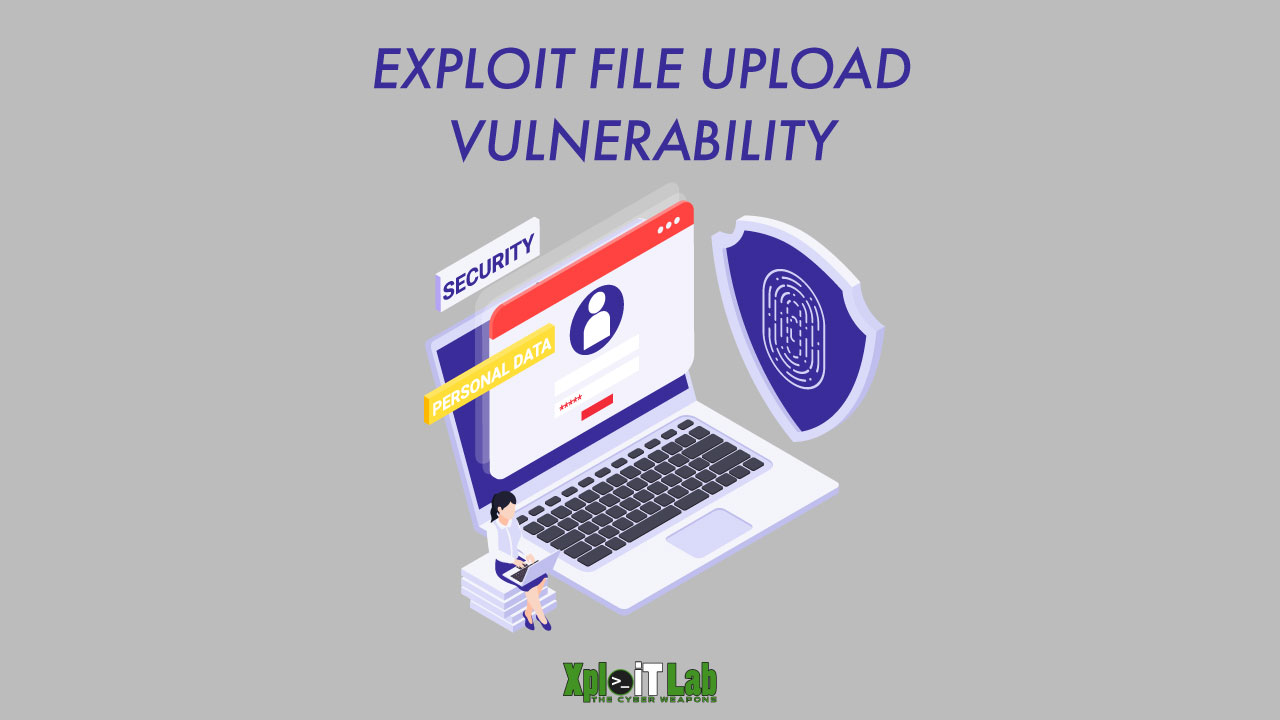 EXPLOIT FILE UPLOAD
VULNERABILITY
SECURITY
PERSONAL DATA
*****
XploiT Lab
THE CYBER WEAPONS